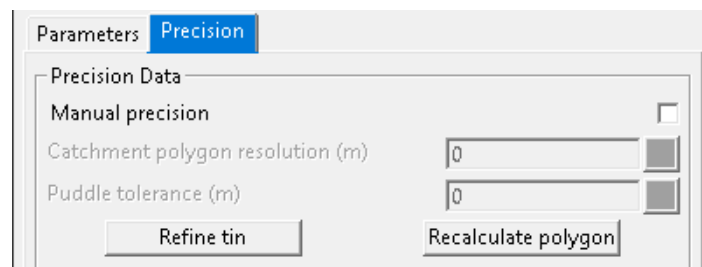 Parameters Precision
Precision Data
Manual precision
Catchment polygon resolution (m) 0
Puddle tolerance (m) 0
Refine tin Recalculate polygon